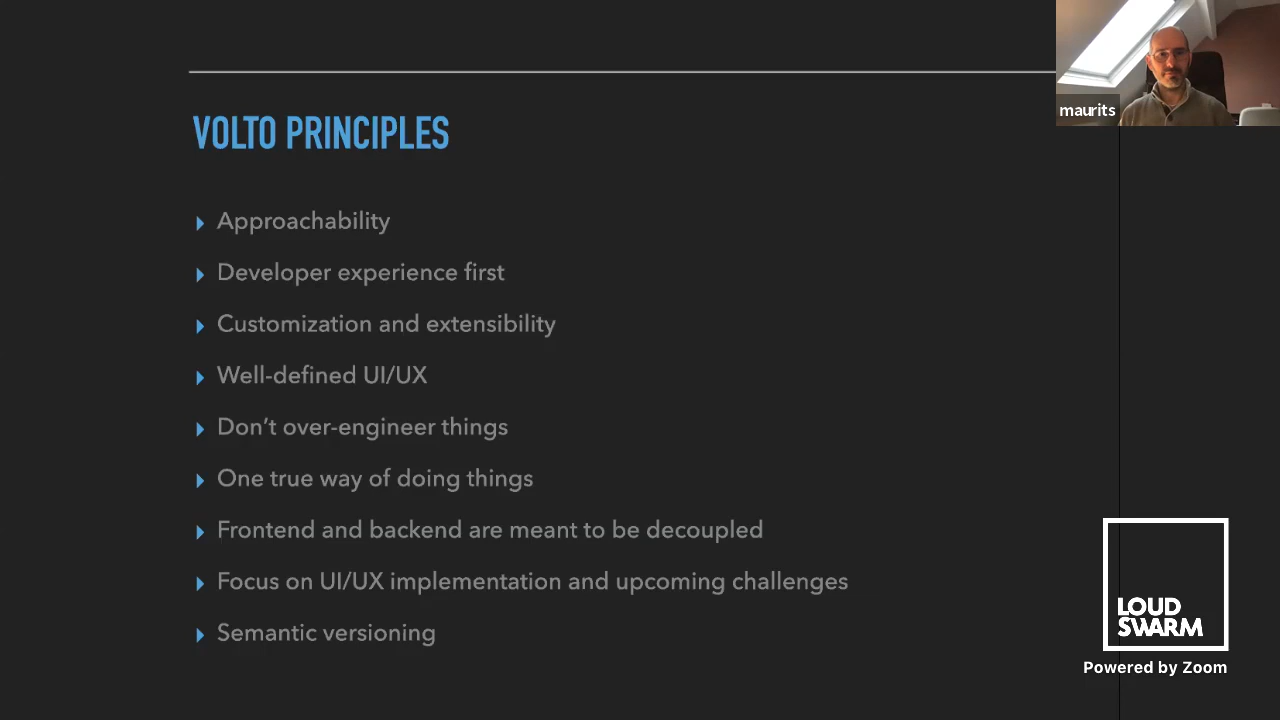 maurits
VOLTO PRINCIPLES
Approachability
Developer experience first
Customization and extensibility
Well-defined UI/UX
Don’t over-engineer things
One true way of doing things
Frontend and backend are meant to be decoupled
Focus on UI/UX implementation and upcoming challenges
Semantic versioning
LOUD
SWARM
Powered by Zoom